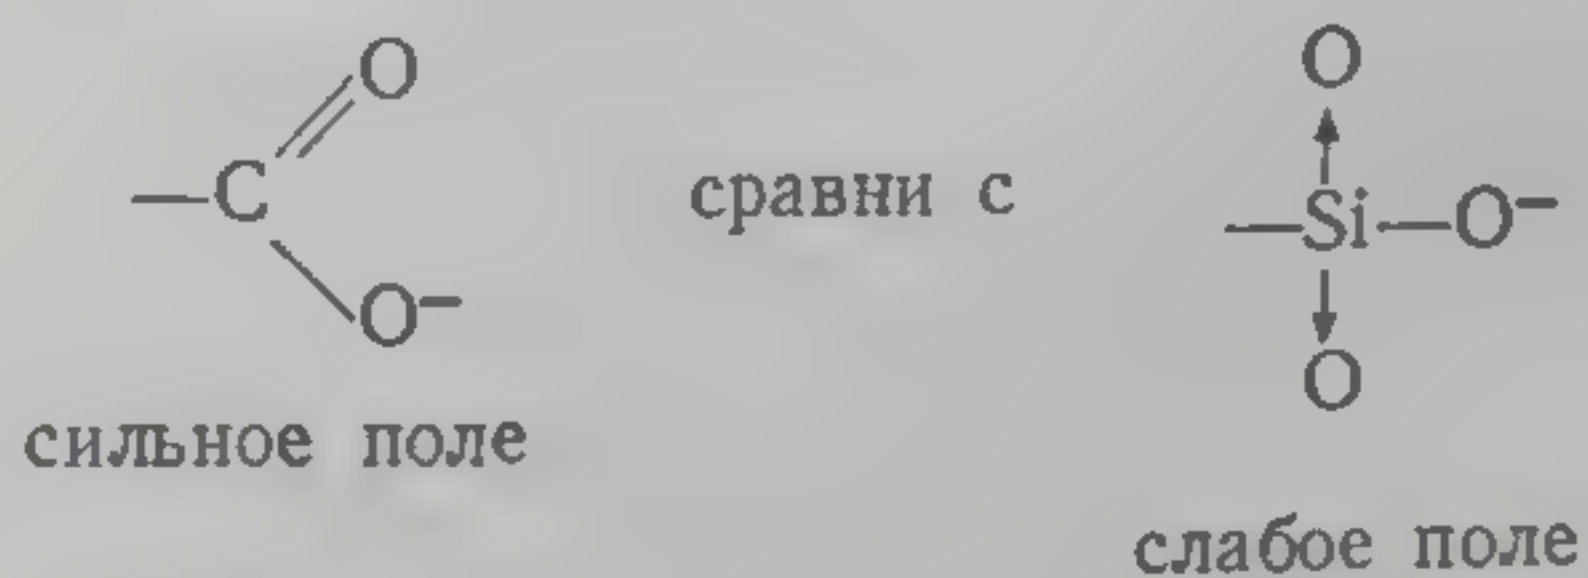 O
C
O−
сравни с
O
Si O−
O
сильное поле
слабое поле